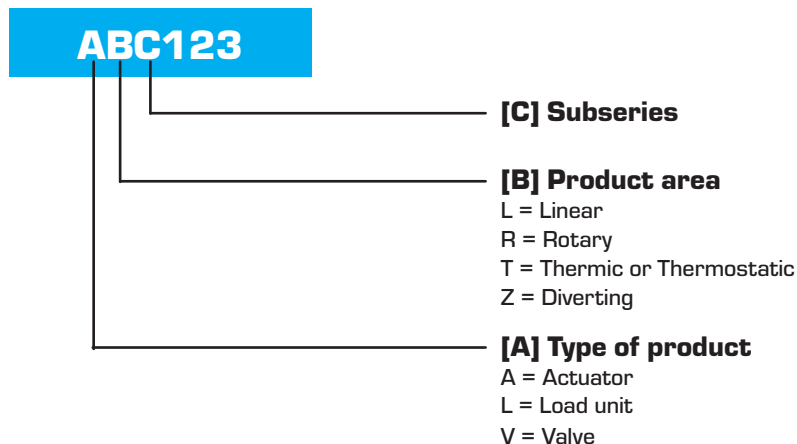 ABC123
[C] Subseries
[B] Product area
L = Linear
R = Rotary
T = Thermic or Thermostatic
Z = Diverting
[A] Type of product
A = Actuator
L = Load unit
V = Valve